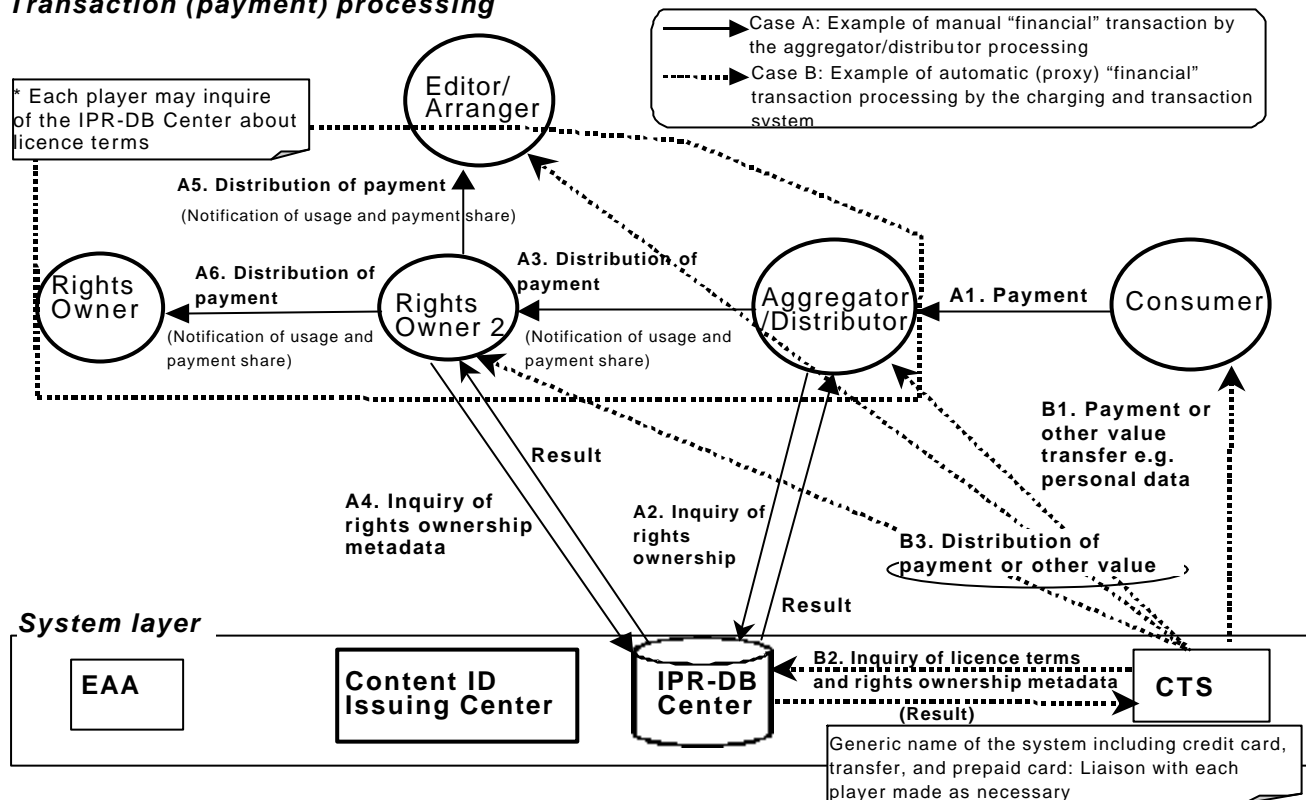 Transaction (payment) processing
Case A: Example of manual “financial” transaction by
the aggregator/distributor processing
Case B: Example of automatic (proxy) “financial”
transaction processing by the charging and transaction
system
* Each player may inquire
of the IPR-DB Center about
licence terms
Editor/
Arranger
A5. Distribution of payment
(Notification of usage and payment share)
Rights
Owner
A6. Distribution of
payment
(Notification of usage and
payment share)
Rights
Owner 2
A3. Distribution of
payment
(Notification of usage and
payment share)
Aggregator
/Distributor
A1. Payment
Consumer
B1. Payment or
other value
transfer e.g.
personal data
Result
A4. Inquiry of
rights ownership
metadata
A2. Inquiry of
rights
ownership
B3. Distribution of
payment or other value
Result
System layer
EAA
Content ID
Issuing Center
IPR-DB
Center
B2. Inquiry of licence terms
and rights ownership metadata
(Result)
CTS
Generic name of the system including credit card,
transfer, and prepaid card: Liaison with each
player made as necessary